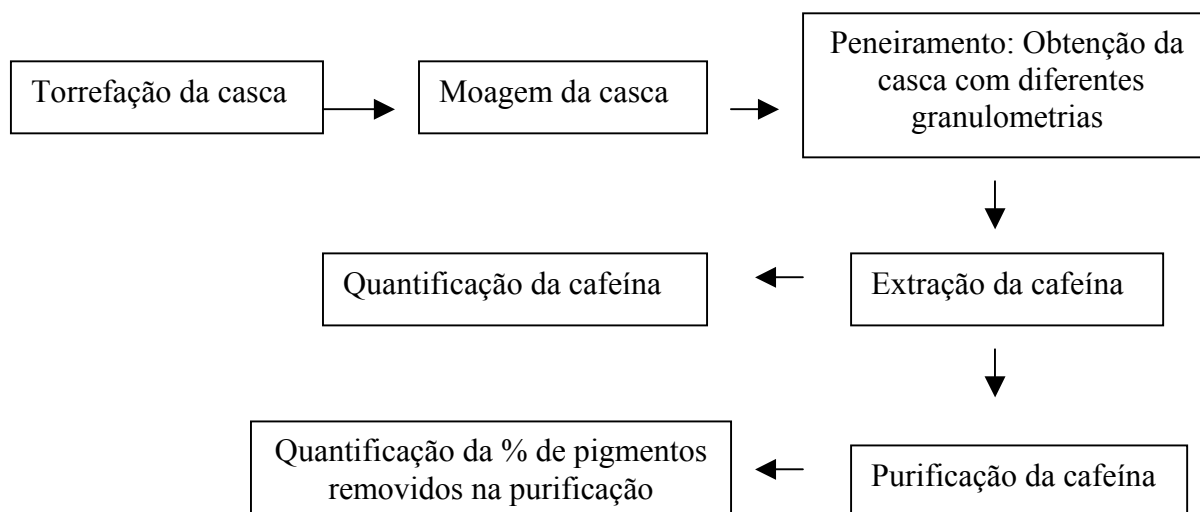 Torrefação da casca
Moagem da casca
Peneiramento: Obtenção da
casca com diferentes
granulometrias
Extração da cafeína
Quantificação da cafeína
Purificação da cafeína
Quantificação da % de pigmentos
removidos na purificação